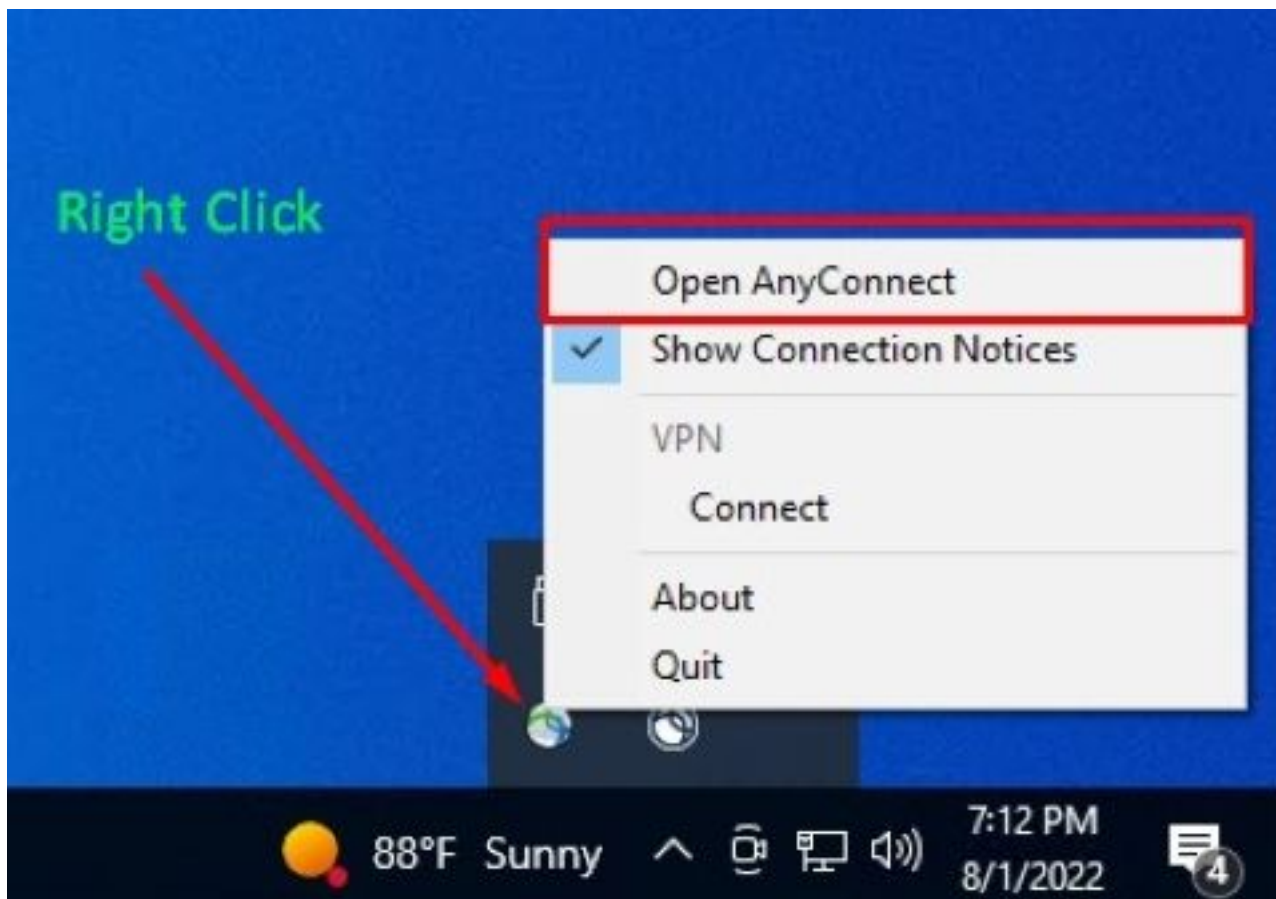 Right Click
Open AnyConnect
Show Connection Notices
VPN
Connect
About
Quit
88°F Sunny
7:12 PM
8/1/2022
4